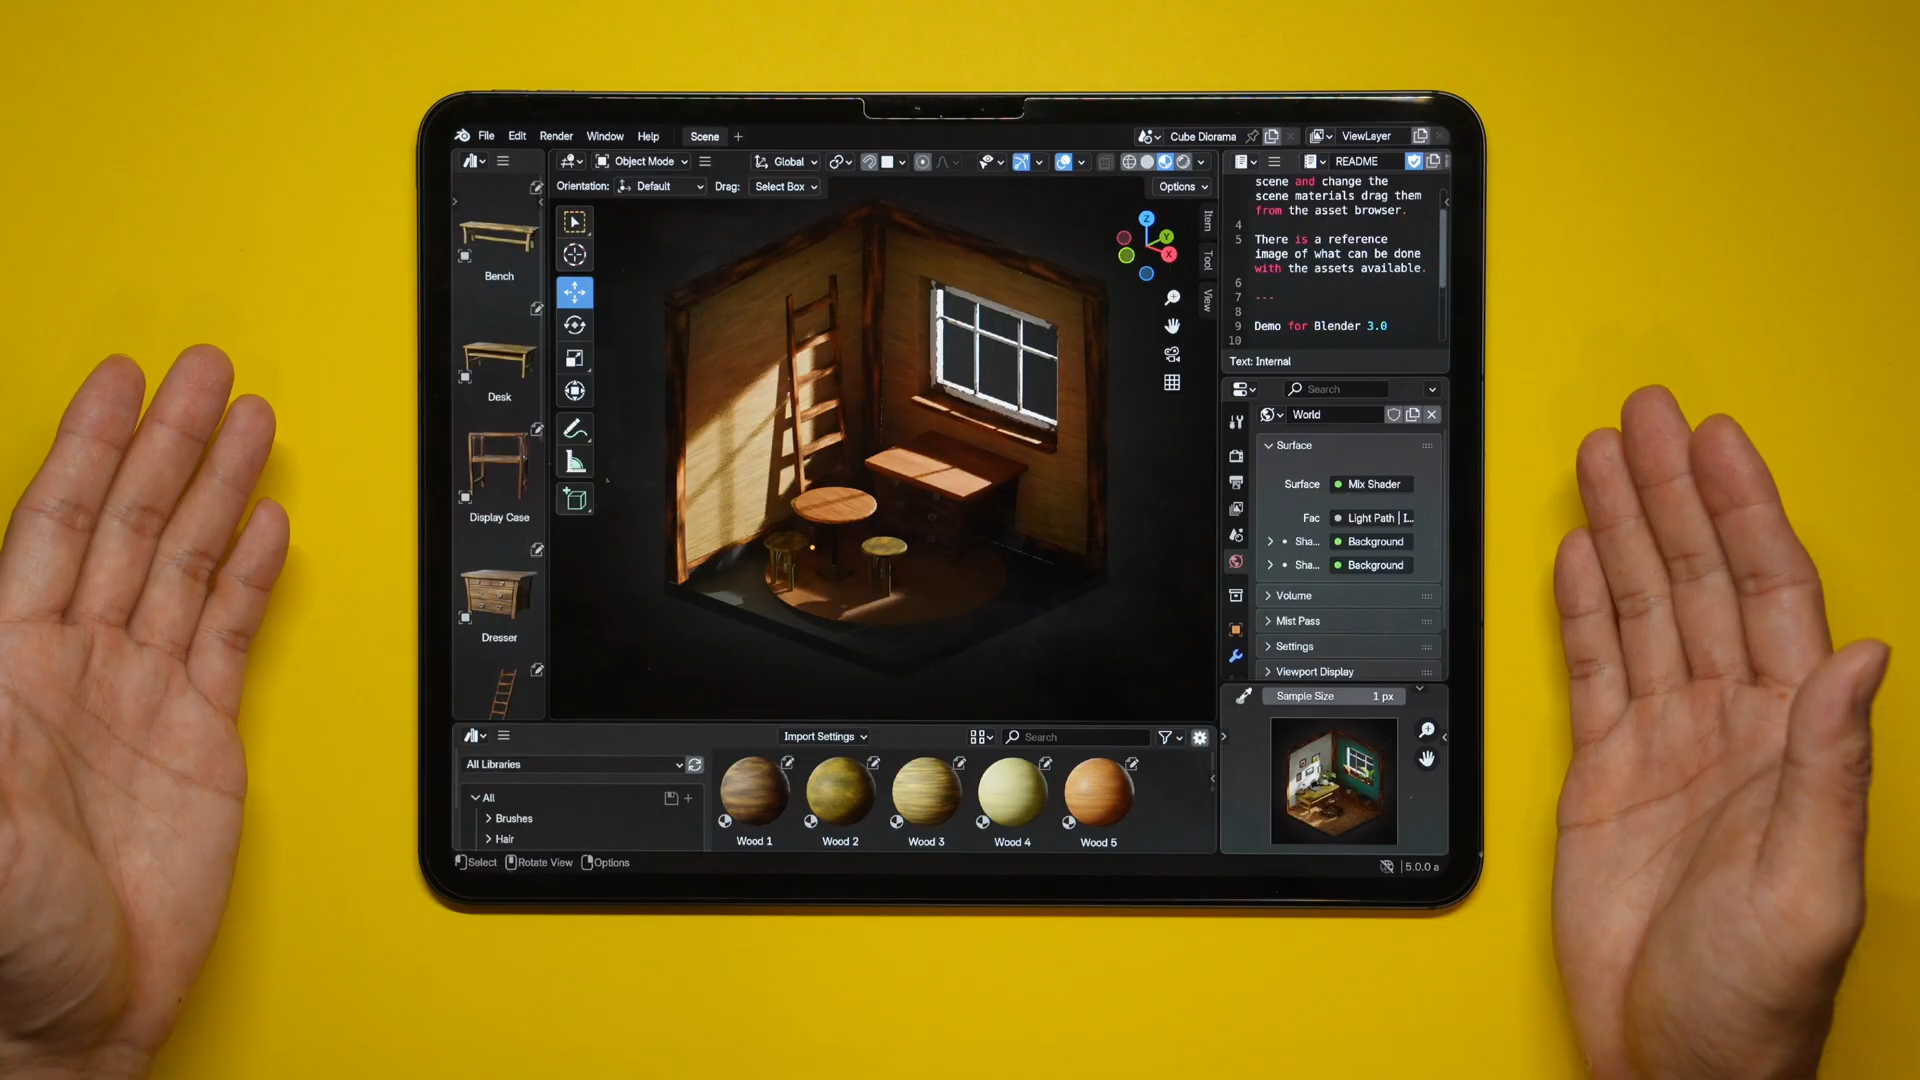 File Edit Render Window Help Scene
Cube Diorama ViewLayer
Object Mode Global
README
Orientation: Default Drag: Select Box Options
scene and change the
scene materials drag them
from the asset browser.
4
5 There is a reference
image of what can be done
with the assets available.
6
7 ---
8
9 Demo for Blender 3.0
10
Text: Internal
Bench
Desk
Display Case
Dresser
Z
Y
X
Item
Tool
View
Search
World
Surface
Surface Mix Shader
Fac Light Path | I...
Sha... Background
Sha... Background
Volume
Mist Pass
Settings
Viewport Display
Sample Size 1 px
Import Settings Search
All Libraries
All
Brushes
Hair
Wood 1 Wood 2 Wood 3 Wood 4 Wood 5
Select Rotate View Options
5.0.0 a